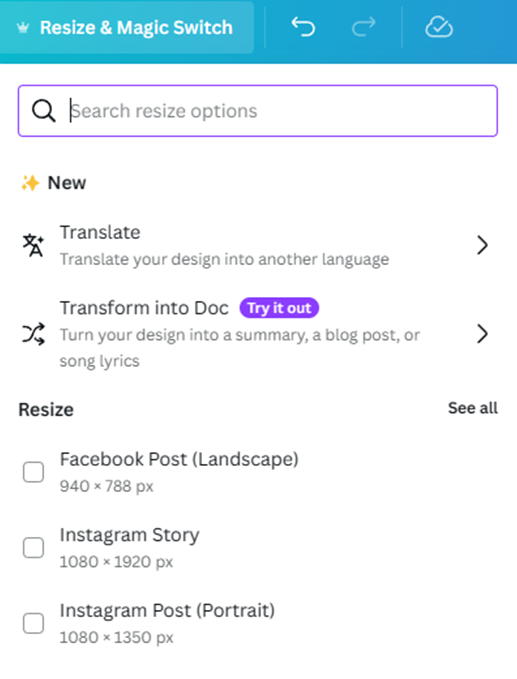 Resize & Magic Switch
Search resize options
New
Translate
Translate your design into another language
Transform into Doc Try it out
Turn your design into a summary, a blog post, or
song lyrics
Resize See all
Facebook Post (Landscape)
940 × 788 px
Instagram Story
1080 × 1920 px
Instagram Post (Portrait)
1080 × 1350 px